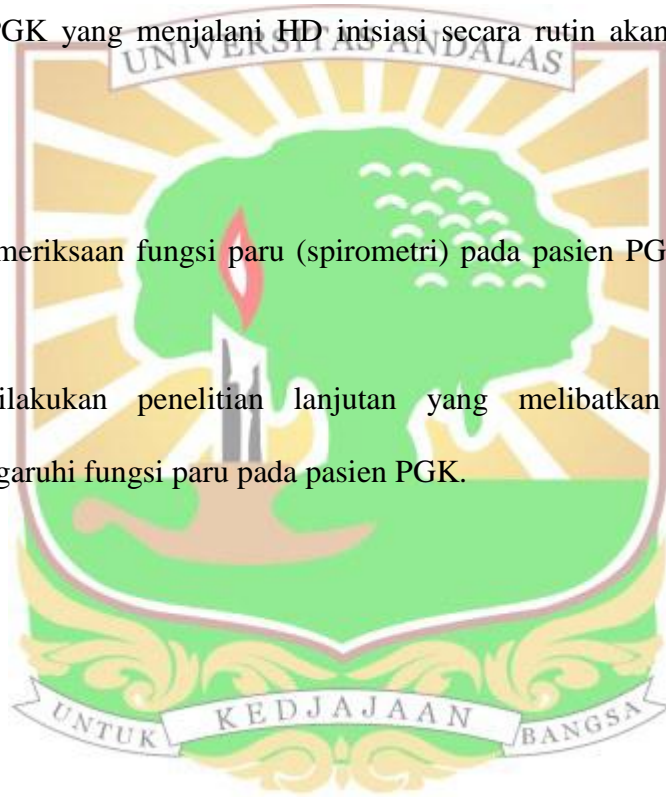 PGK yang menjalani HD inisiasi secara rutin akan
UNIVERSITAS ANDALAS
meriksaan fungsi paru (spirometri) pada pasien PG
ilakukan penelitian lanjutan yang melibatkan
garuhi fungsi paru pada pasien PGK.
UNTUK KEDJAJAAN BANGSA